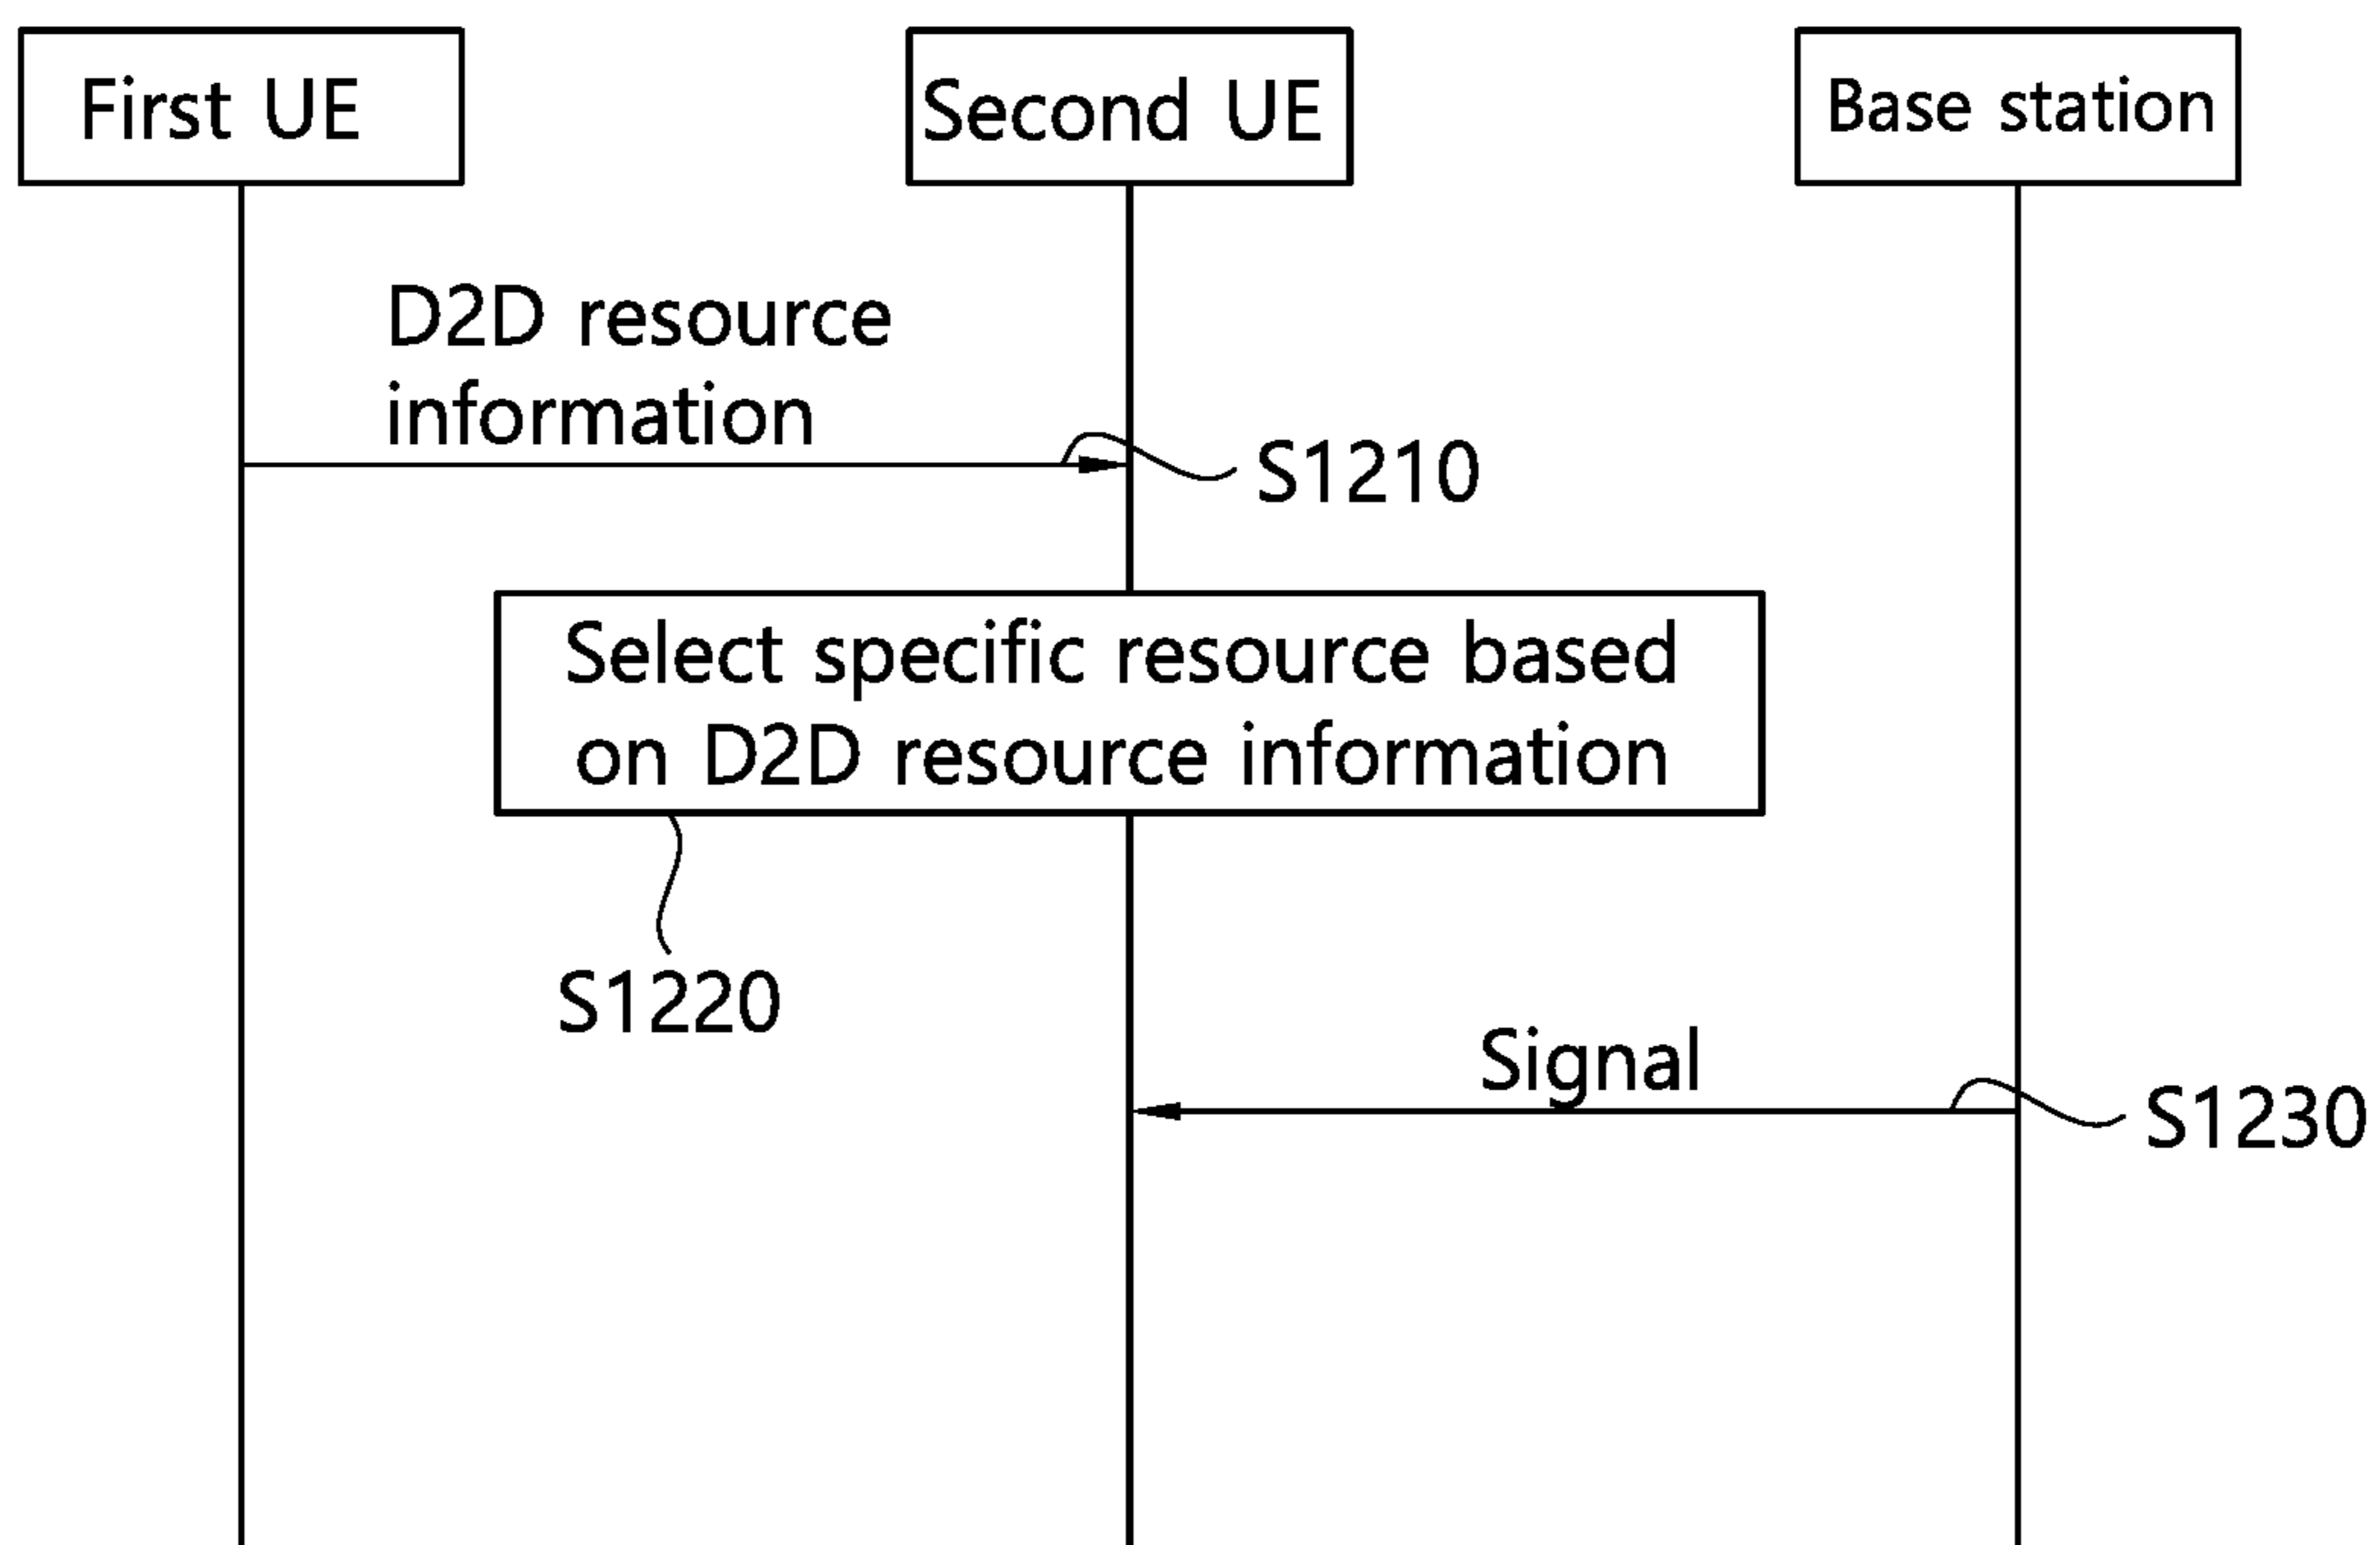 First UE
Second UE
Base station
D2D resource
information
S1210
Select specific resource based
on D2D resource information
S1220
Signal
S1230